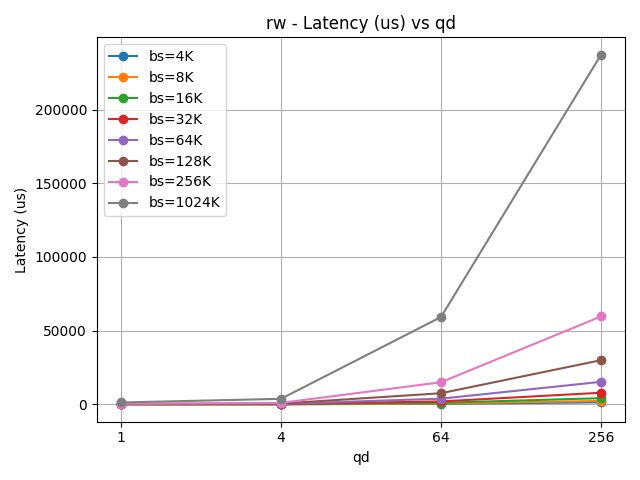 rw - Latency (us) vs qd
bs=4K
bs=8K
bs=16K
bs=32K
bs=64K
bs=128K
bs=256K
bs=1024K
Latency (us)
200000
150000
100000
50000
0
1
4
64
256
qd